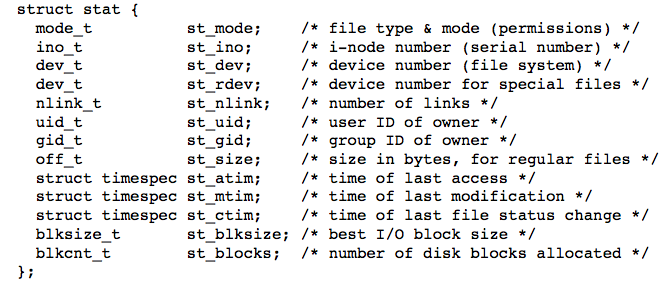 struct stat {
mode_t st_mode; /* file type & mode (permissions) */
ino_t st_ino; /* i-node number (serial number) */
dev_t st_dev; /* device number (file system) */
dev_t st_rdev; /* device number for special files */
nlink_t st_nlink; /* number of links */
uid_t st_uid; /* user ID of owner */
gid_t st_gid; /* group ID of owner */
off_t st_size; /* size in bytes, for regular files */
struct timespec st_atim; /* time of last access */
struct timespec st_mtim; /* time of last modification */
struct timespec st_ctim; /* time of last file status change */
blksize_t st_blksize; /* best I/O block size */
blkcnt_t st_blocks; /* number of disk blocks allocated */
};